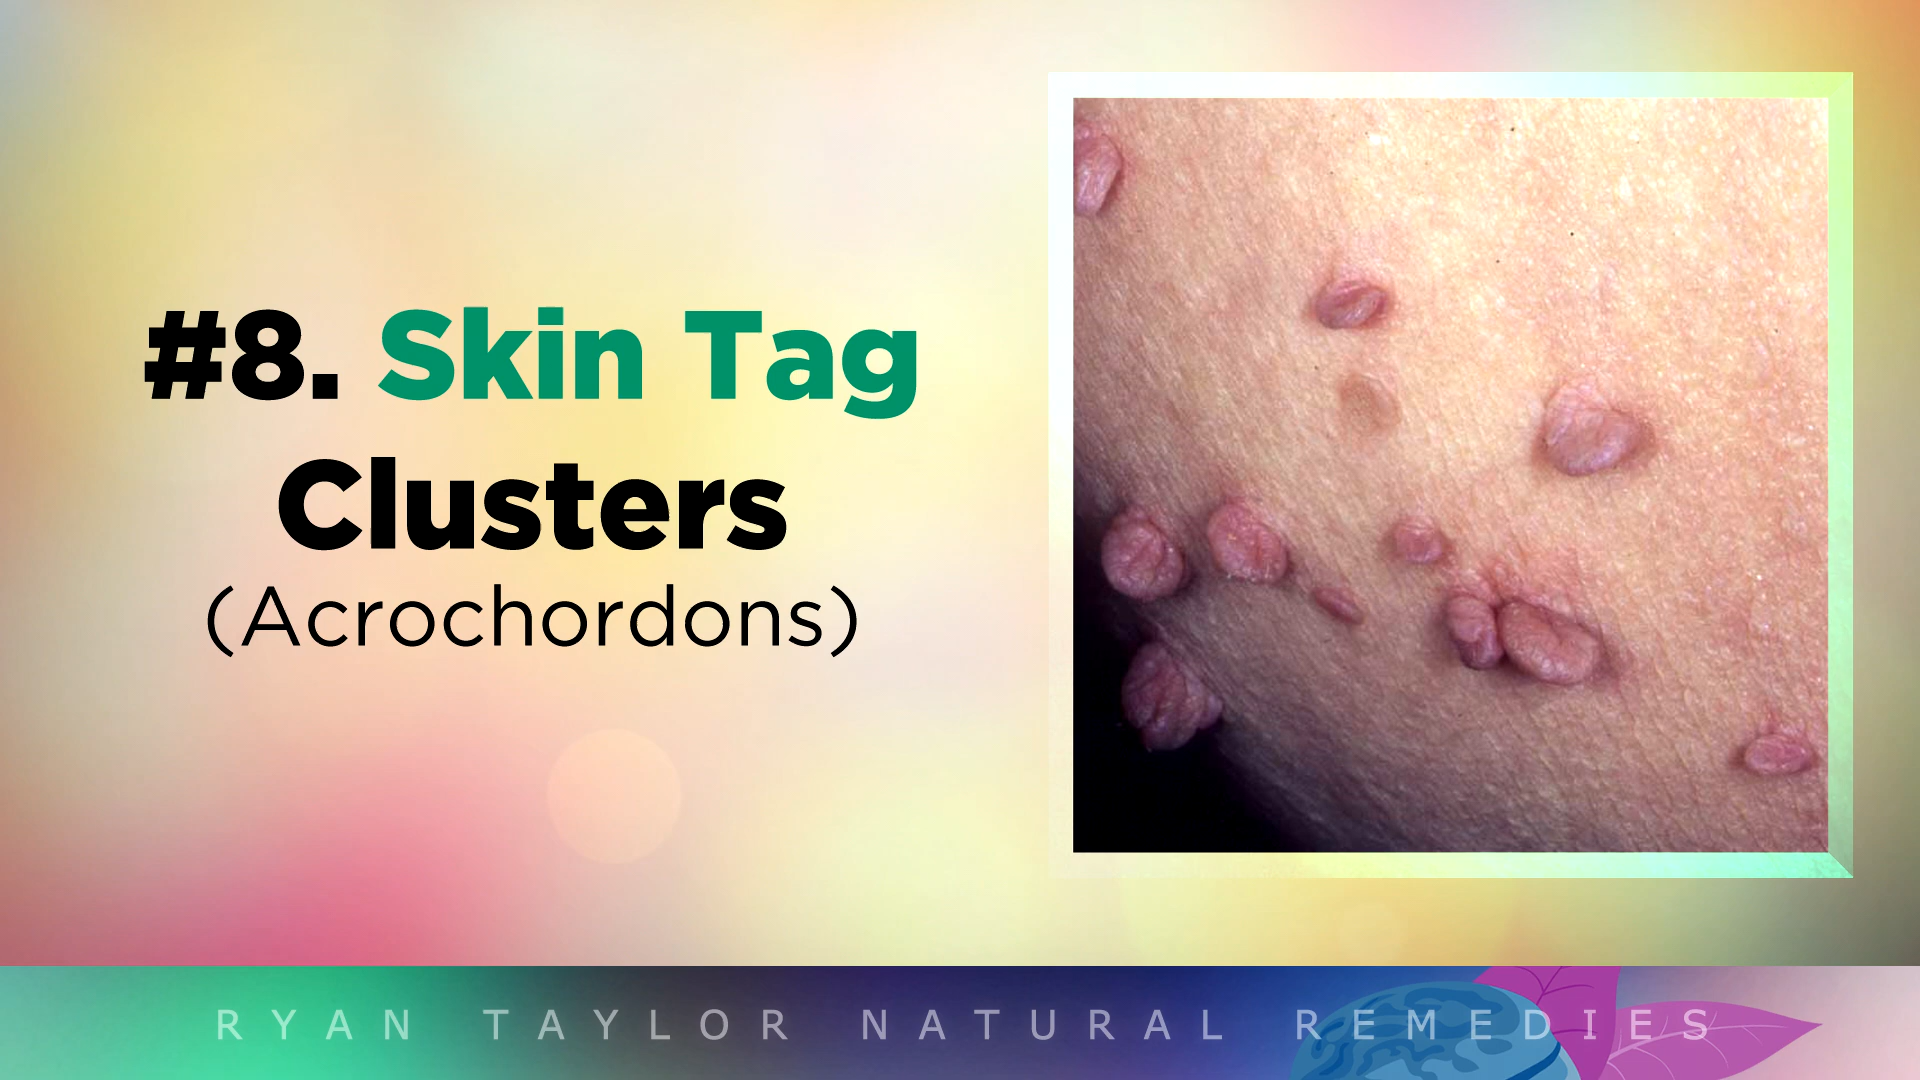 #8. Skin Tag
Clusters
(Acrochordons)
RYAN TAYLOR NATURAL REMEDIES